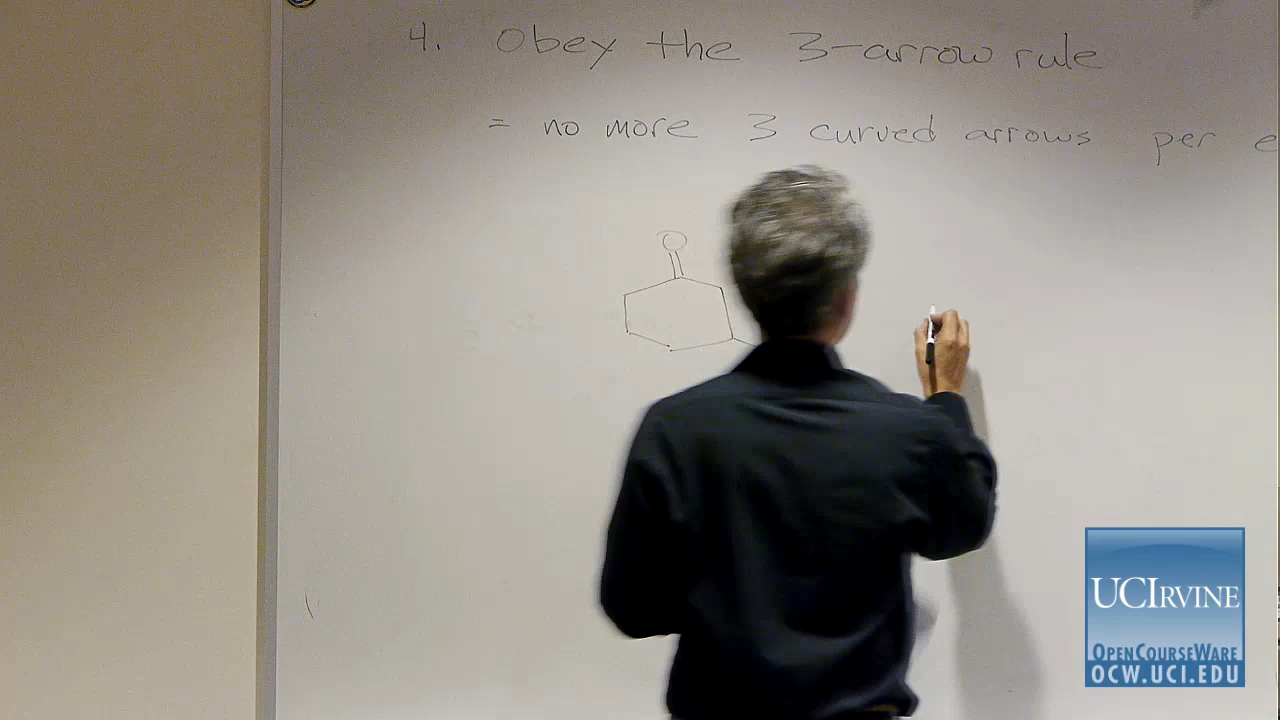 4. Obey the 3-arrow rule
= no more 3 curved arrows per e
O
UCIRVINE
OPENCOURSEWARE
OCW.UCI.EDU